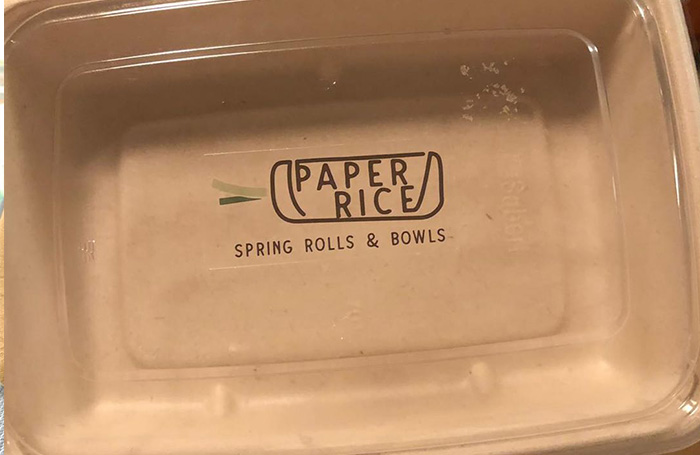 PAPER
RICE
SPRING ROLLS & BOWLS